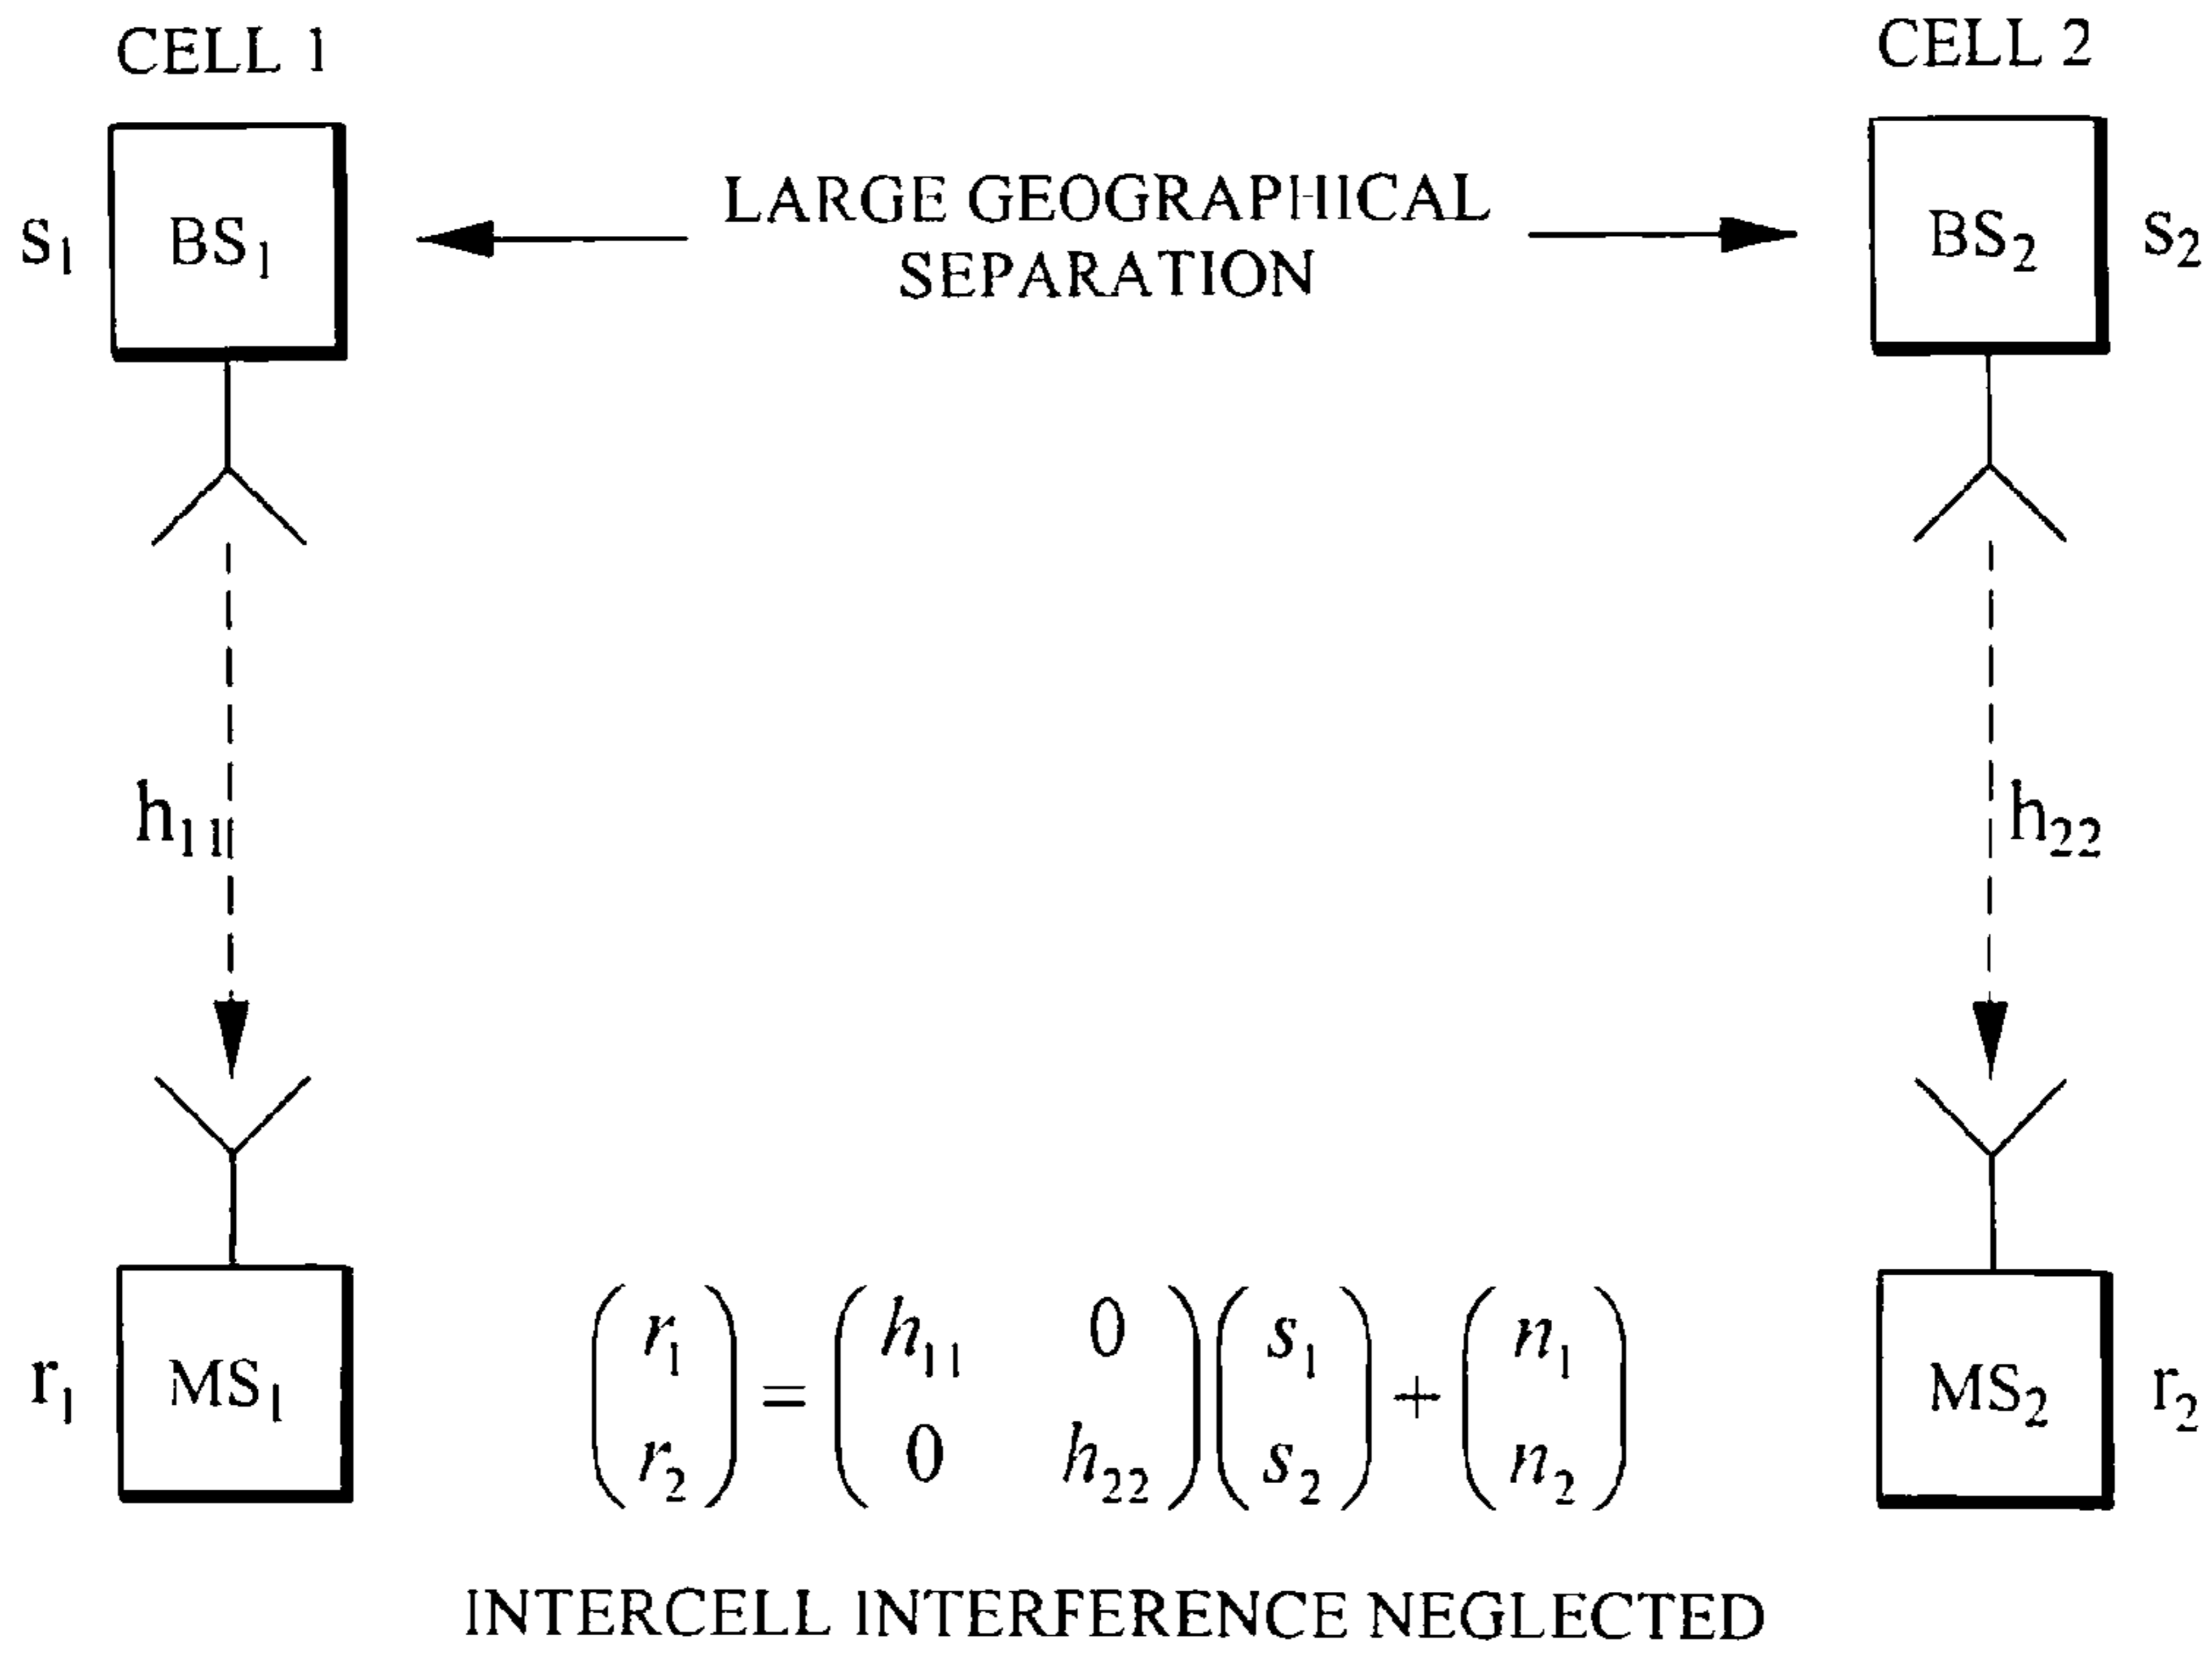 CELL 1
CELL 2
s₁ BS₁
LARGE GEOGRAPHICAL
SEPARATION
BS₂ s₂
h₁₁
h₂₂
r₁ MS₁
(r₁ r₂) = (h₁₁ 0 0 h₂₂)(s₁ s₂) + (n₁ n₂)
MS₂ r₂
INTERCELL INTERFERENCE NEGLECTED